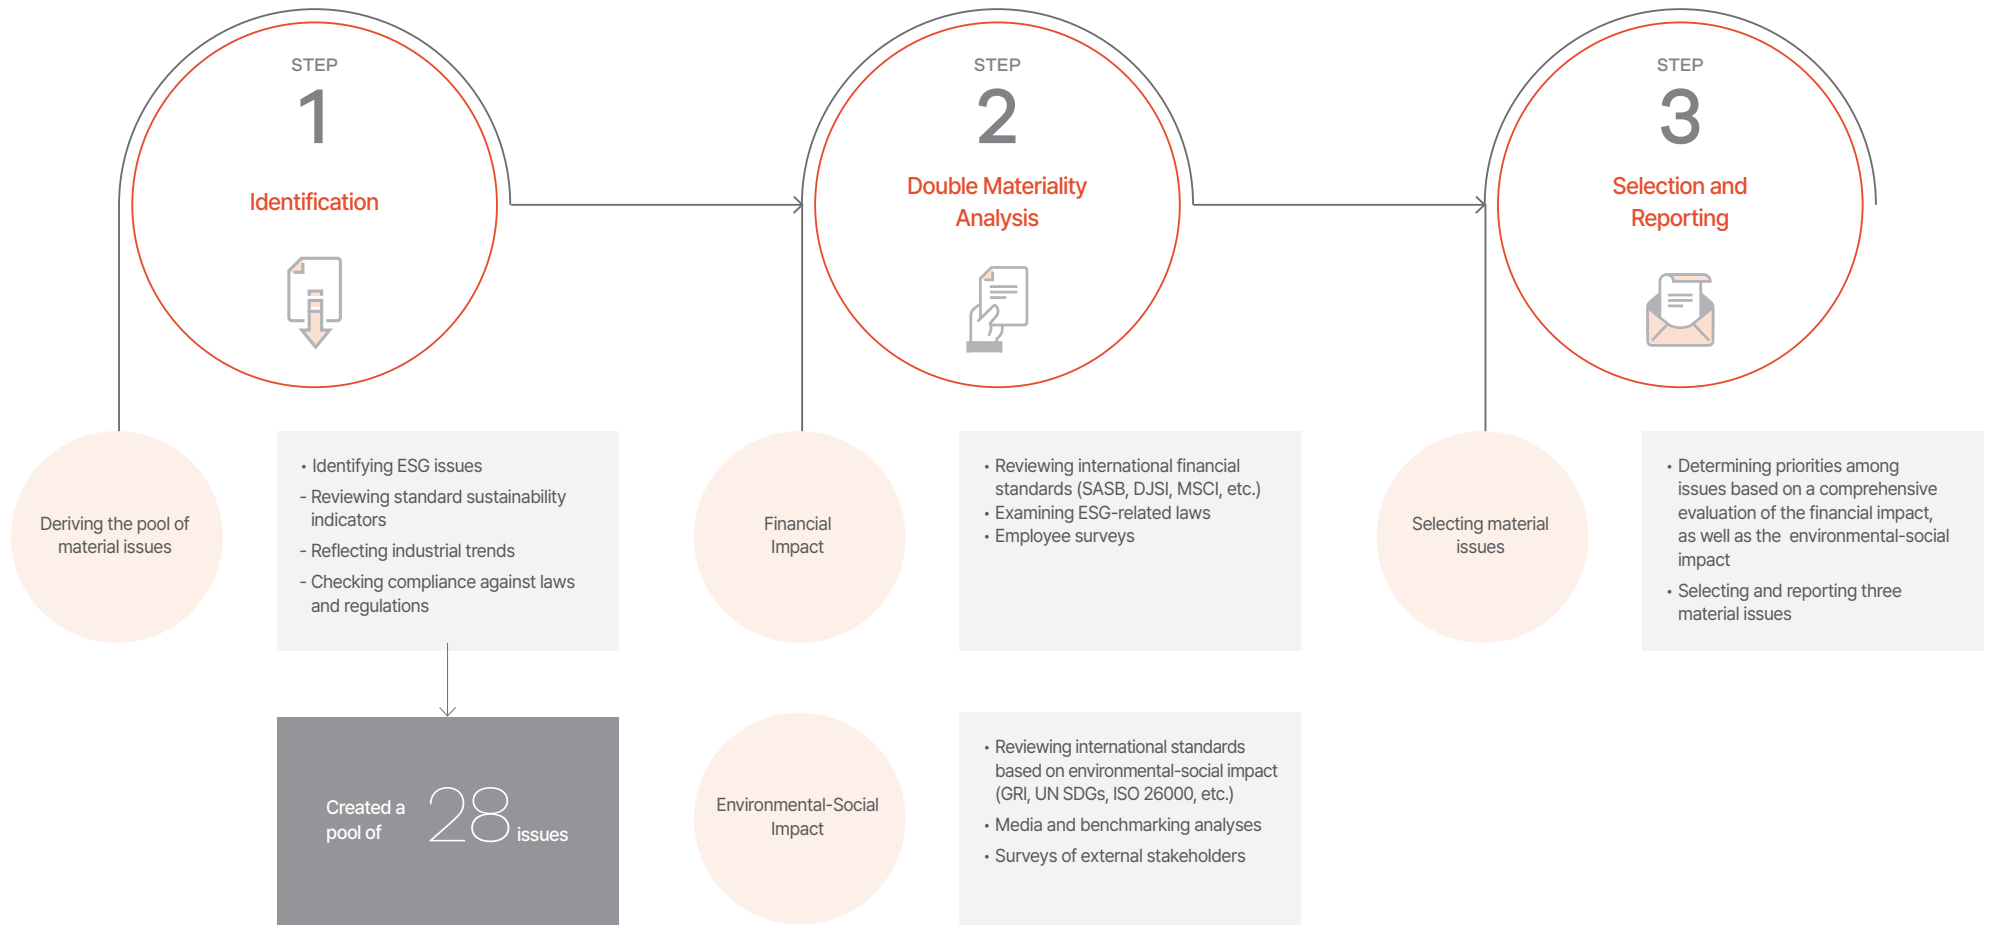 STEP
1
Identification
Deriving the pool of
material issues
• Identifying ESG issues
- Reviewing standard sustainability
indicators
- Reflecting industrial trends
- Checking compliance against laws
and regulations
Created a
pool of 28 issues
STEP
2
Double Materiality
Analysis
Financial
Impact
• Reviewing international financial
standards (SASB, DJSI, MSCI, etc.)
• Examining ESG-related laws
• Employee surveys
Environmental-Social
Impact
• Reviewing international standards
based on environmental-social impact
(GRI, UN SDGs, ISO 26000, etc.)
• Media and benchmarking analyses
• Surveys of external stakeholders
STEP
3
Selection and
Reporting
Selecting material
issues
• Determining priorities among
issues based on a comprehensive
evaluation of the financial impact,
as well as the environmental-social
impact
• Selecting and reporting three
material issues